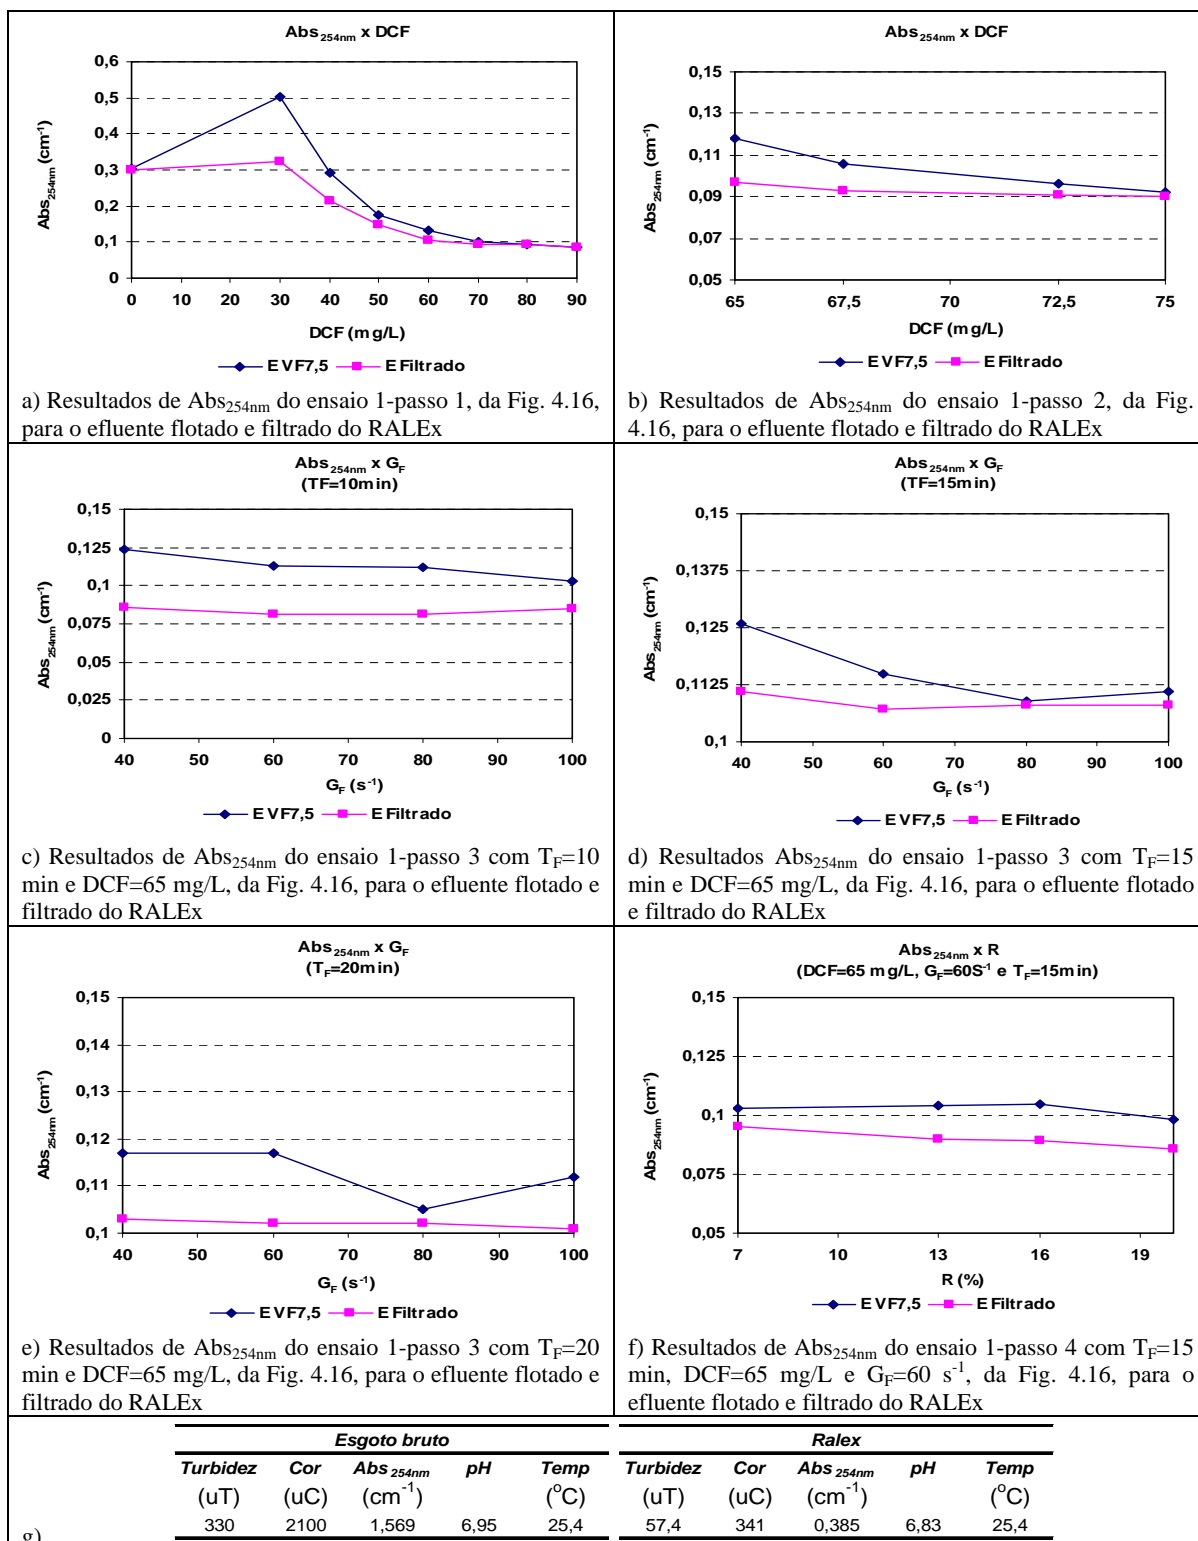 Abs254nm x DCF
Abs254nm (cm-1)
0,6
0,5
0,4
0,3
0,2
0,1
0
0 10 20 30 40 50 60 70 80 90
DCF (mg/L)
E VF7,5 E Filtrado
a) Resultados de Abs254nm do ensaio 1-passo 1, da Fig. 4.16,
para o efluente flotado e filtrado do RALEx
Abs254nm x DCF
Abs254nm (cm-1)
0,15
0,13
0,11
0,09
0,07
0,05
65 67,5 70 72,5 75
DCF (mg/L)
E VF7,5 E Filtrado
b) Resultados de Abs254nm do ensaio 1-passo 2, da Fig.
4.16, para o efluente flotado e filtrado do RALEx
Abs254nm x GF
(TF=10min)
Abs254nm (cm-1)
0,15
0,125
0,1
0,075
0,05
0,025
0
40 50 60 70 80 90 100
GF (s-1)
E VF7,5 E Filtrado
c) Resultados de Abs254nm do ensaio 1-passo 3 com TF=10
min e DCF=65 mg/L, da Fig. 4.16, para o efluente flotado e
filtrado do RALEx
Abs254nm x GF
(TF=15min)
Abs254nm (cm-1)
0,15
0,1375
0,125
0,1125
0,1
40 50 60 70 80 90 100
GF (s-1)
E VF7,5 E Filtrado
d) Resultados Abs254nm do ensaio 1-passo 3 com TF=15
min e DCF=65 mg/L, da Fig. 4.16, para o efluente flotado
e filtrado do RALEx
Abs254nm x GF
(TF=20min)
Abs254nm (cm-1)
0,15
0,14
0,13
0,12
0,11
0,1
40 50 60 70 80 90 100
GF (s-1)
E VF7,5 E Filtrado
e) Resultados de Abs254nm do ensaio 1-passo 3 com TF=20
min e DCF=65 mg/L, da Fig. 4.16, para o efluente flotado e
filtrado do RALEx
Abs254nm x R
(DCF=65 mg/L, GF=60S-1 e TF=15min)
Abs254nm (cm-1)
0,15
0,125
0,1
0,075
0,05
7 10 13 16 19
R (%)
E VF7,5 E Filtrado
f) Resultados de Abs254nm do ensaio 1-passo 4 com TF=15
min, DCF=65 mg/L e GF=60 s-1, da Fig. 4.16, para o
efluente flotado e filtrado do RALEx
Esgoto bruto Ralex
Turbidez Cor Abs 254nm pH Temp Turbidez Cor Abs 254nm pH Temp
(uT) (uC) (cm-1) (oC) (uT) (uC) (cm-1) (oC)
330 2100 1,569 6,95 25,4 57,4 341 0,385 6,83 25,4
g)